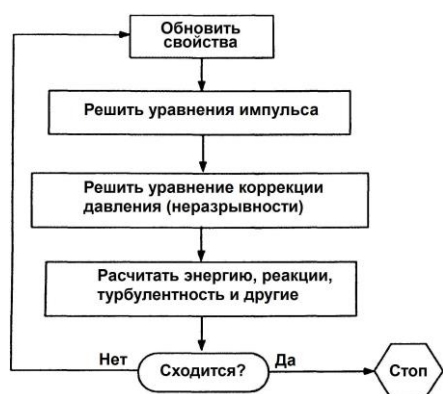 Обновить
свойства
Решить уравнения импульса
Решить уравнение коррекции
давления (неразрывности)
Расчитать энергию, реакции,
турбулентность и другие
Нет
Сходится?
Да
Стоп